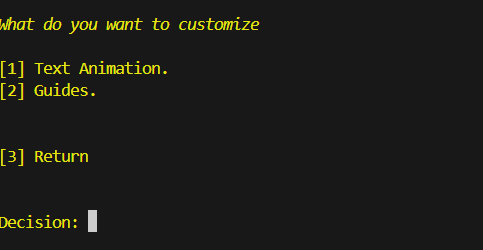 What do you want to customize
[1] Text Animation.
[2] Guides.
[3] Return
Decision: